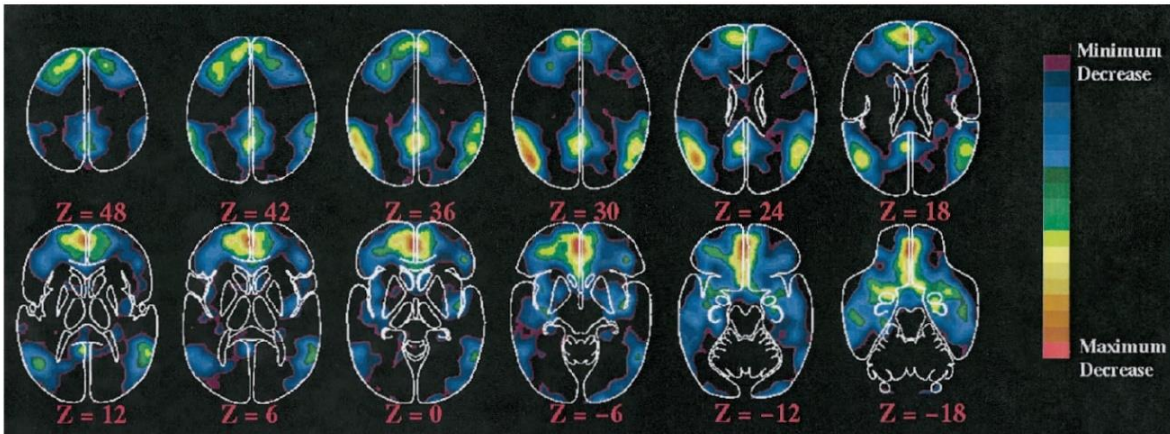 Minimum
Decrease
Z = 48
Z = 42
Z = 36
Z = 30
Z = 24
Z = 18
Maximum
Decrease
Z = 12
Z = 6
Z = 0
Z = −6
Z = −12
Z = −18